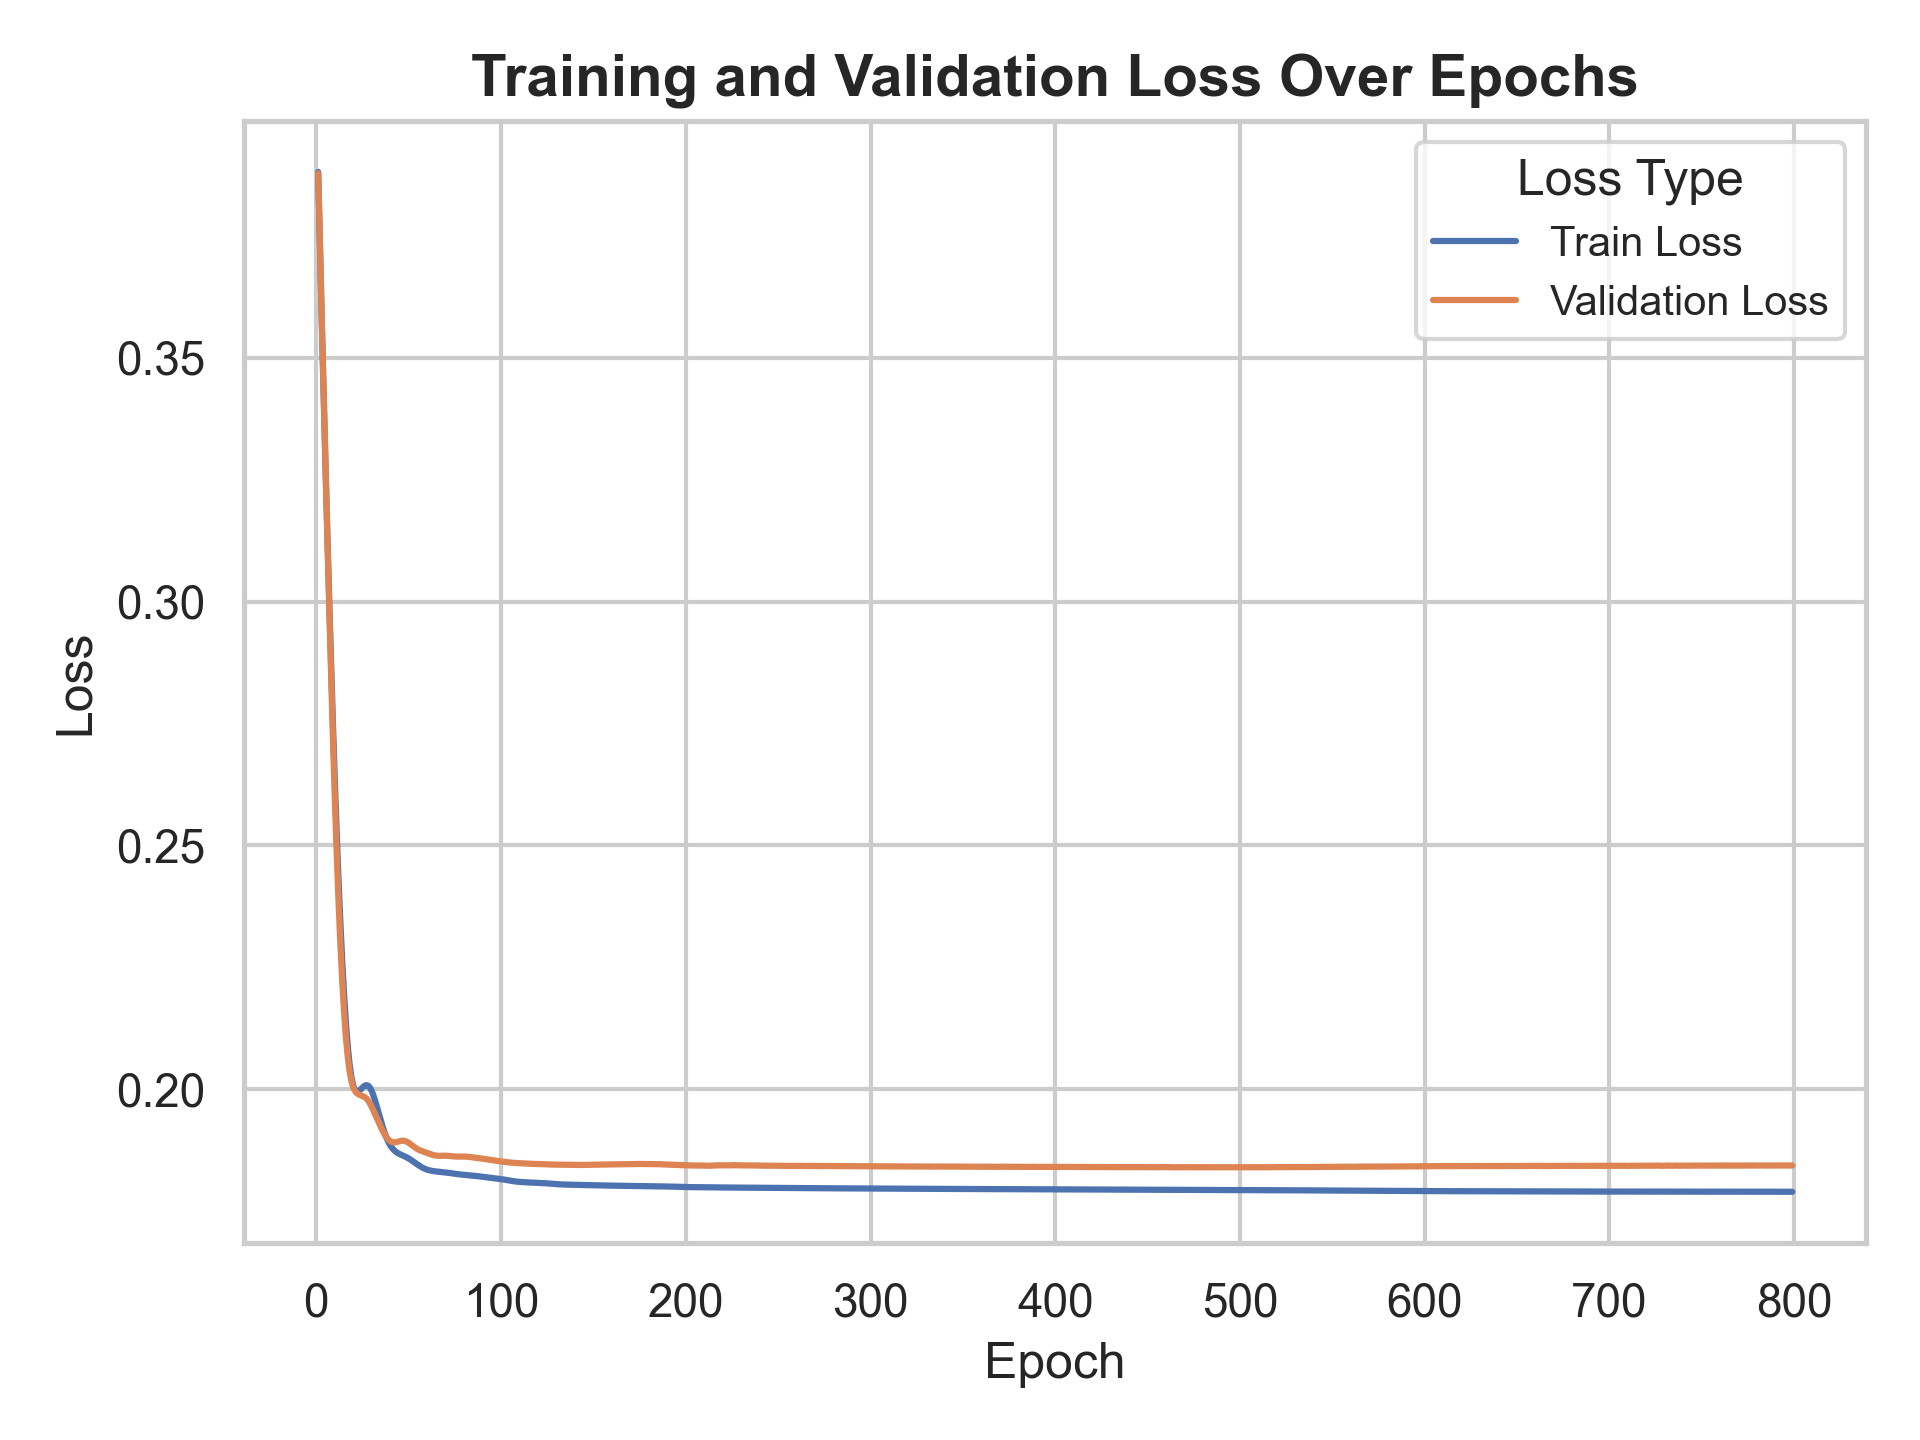 Training and Validation Loss Over Epochs
Loss Type
Train Loss
Validation Loss
Loss
0.35
0.30
0.25
0.20
0 100 200 300 400 500 600 700 800
Epoch